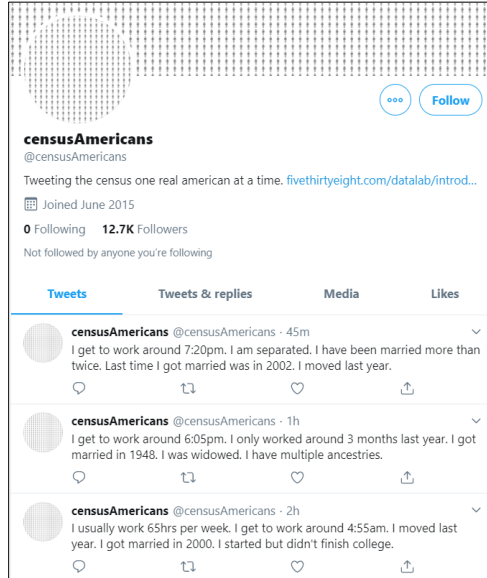 Follow
censusAmericans
@censusAmericans
Tweeting the census one real american at a time. fivethirtyeight.com/datalab/introd...
Joined June 2015
0 Following 12.7K Followers
Not followed by anyone you're following
Tweets Tweets & replies Media Likes
censusAmericans @censusAmericans · 45m
I get to work around 7:20pm. I am separated. I have been married more than
twice. Last time I got married was in 2002. I moved last year.
censusAmericans @censusAmericans · 1h
I get to work around 6:05pm. I only worked around 3 months last year. I got
married in 1948. I was widowed. I have multiple ancestries.
censusAmericans @censusAmericans · 2h
I usually work 65hrs per week. I get to work around 4:55am. I moved last
year. I got married in 2000. I started but didn't finish college.